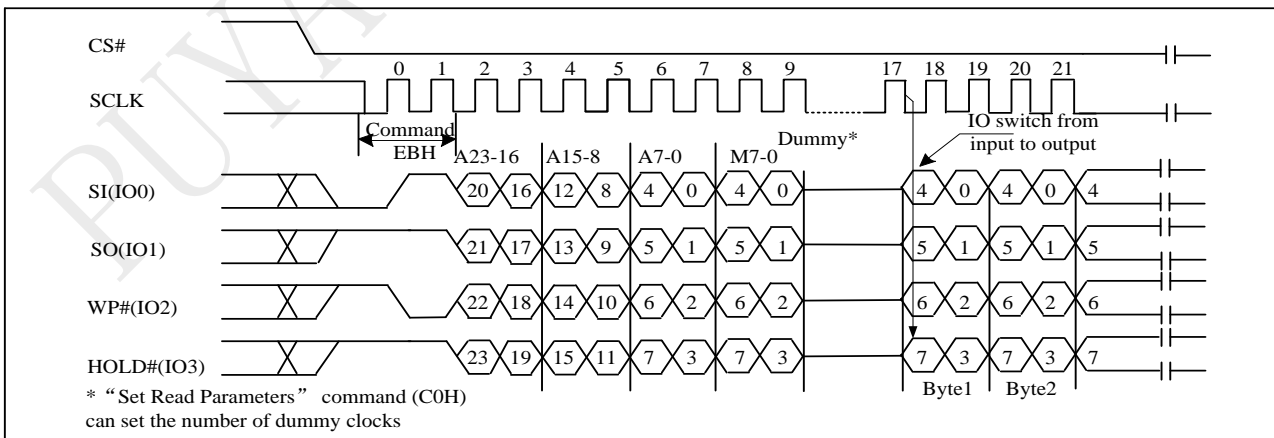 PUYA
CS#
0 1 2 3 4 5 6 7 8 9 17 18 19 20 21
SCLK
Command
EBH
Dummy*
IO switch from
input to output
A23-16 A15-8 A7-0 M7-0
SI(IO0) 20 16 12 8 4 0 4 0 4 0 4 0 4
SO(IO1) 21 17 13 9 5 1 5 1 5 1 5 1 5
WP#(IO2) 22 18 14 10 6 2 6 2 6 2 6 2 6
HOLD#(IO3) 23 19 15 11 7 3 7 3 7 3 7 3 7
Byte1 Byte2
* “Set Read Parameters” command (C0H)
can set the number of dummy clocks